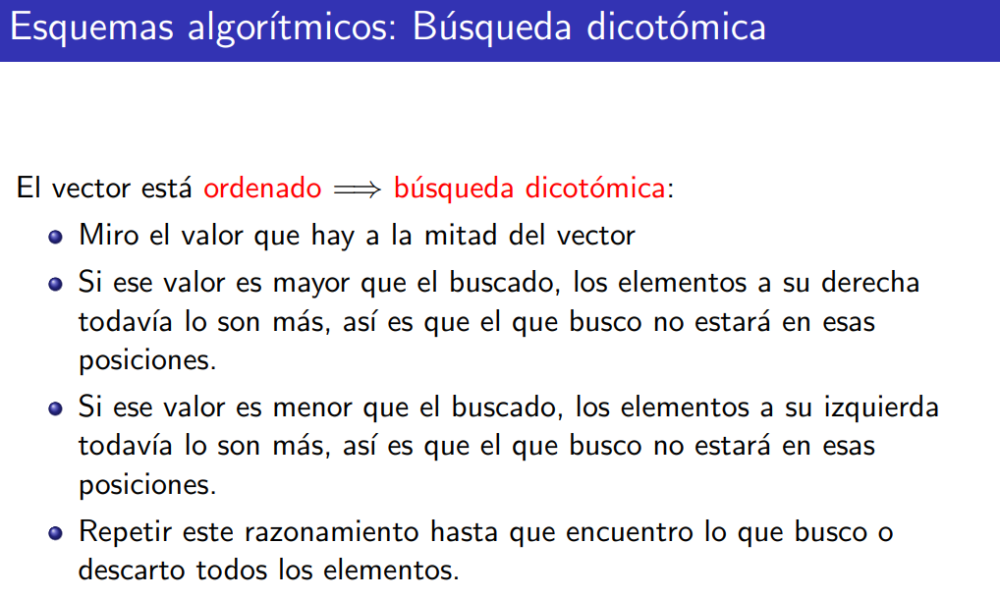 Esquemas algorítmicos: Búsqueda dicotómica
El vector está ordenado ⟹ búsqueda dicotómica:
Miro el valor que hay a la mitad del vector
Si ese valor es mayor que el buscado, los elementos a su derecha
todavía lo son más, así es que el que busco no estará en esas
posiciones.
Si ese valor es menor que el buscado, los elementos a su izquierda
todavía lo son más, así es que el que busco no estará en esas
posiciones.
Repetir este razonamiento hasta que encuentro lo que busco o
descarto todos los elementos.